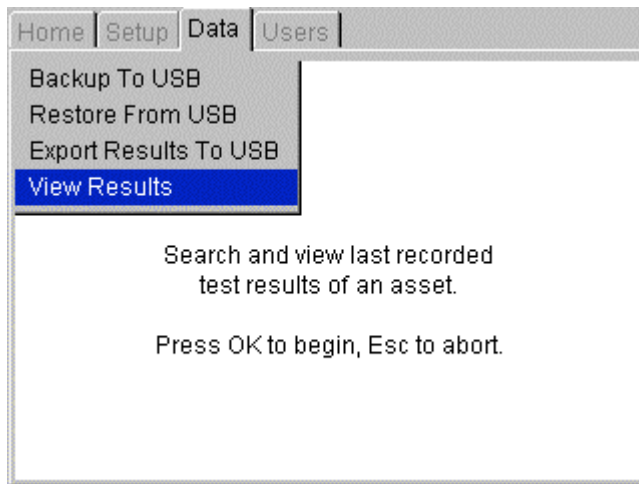 Home Setup Data Users
Backup To USB
Restore From USB
Export Results To USB
View Results
Search and view last recorded
test results of an asset.
Press OK to begin, Esc to abort.